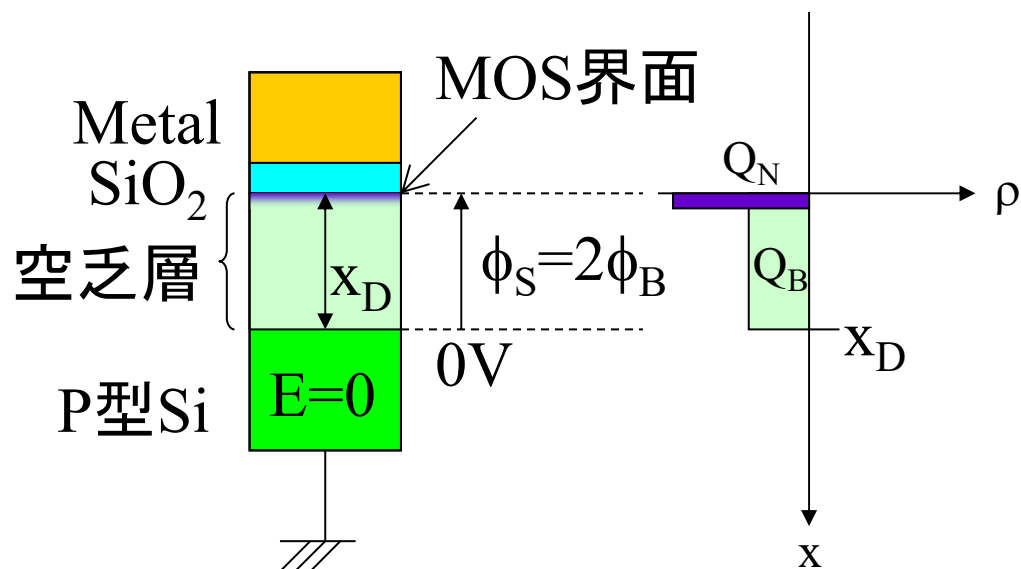 MOS界面
Metal
SiO2
空乏層
xD
ϕS=2ϕB
0V
P型Si
E=0
QN
ρ
QB
xD
x